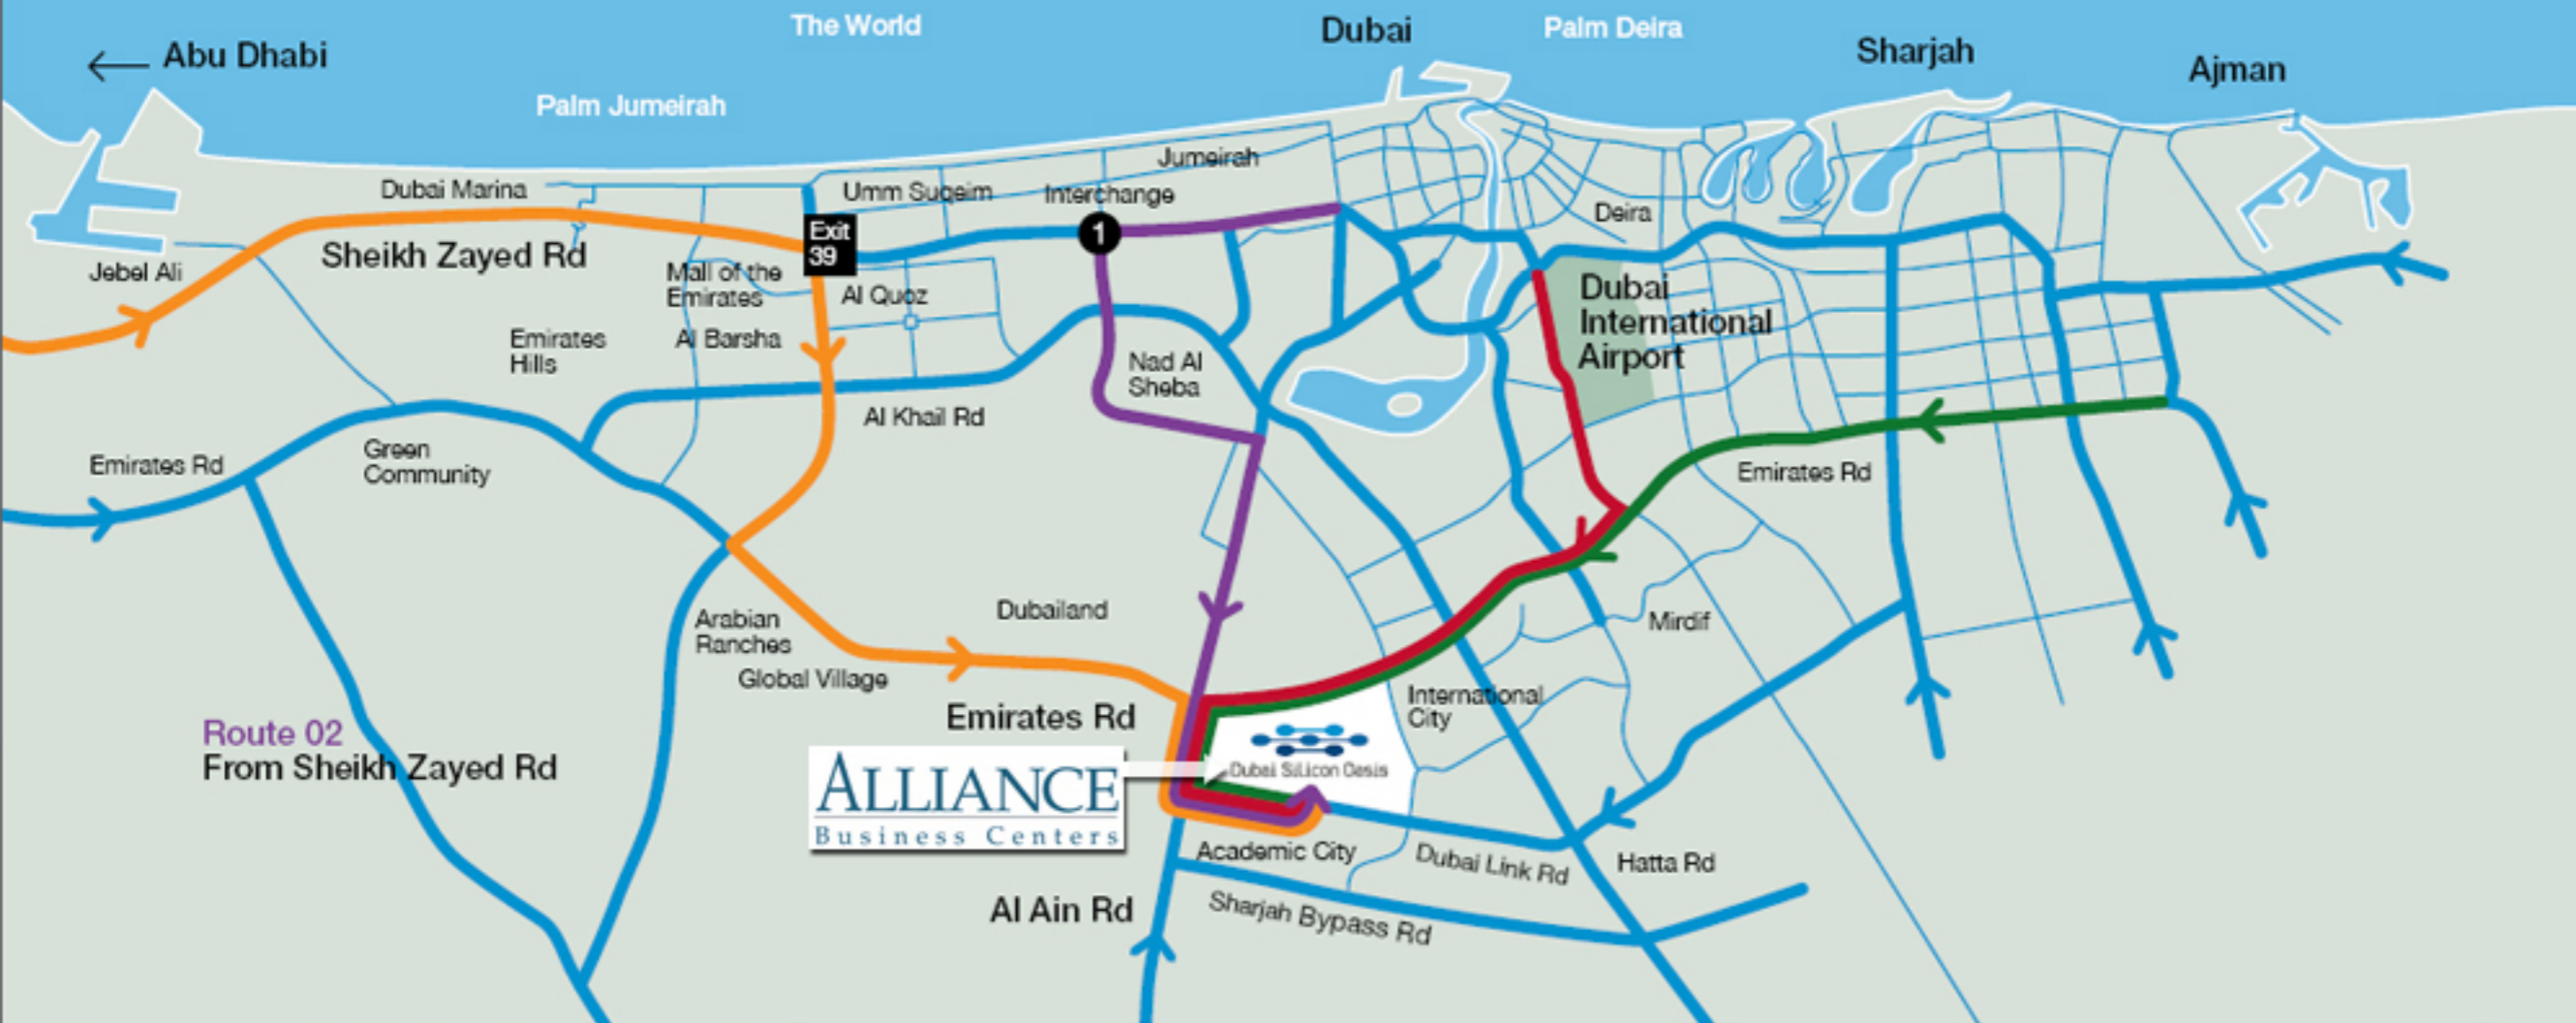 The World
Dubai
Palm Deira
Abu Dhabi
Sharjah
Ajman
Palm Jumeirah
Jumeirah
Dubai Marina
Umm Suqeim
Interchange
1
Deira
Exit
39
Sheikh Zayed Rd
Jebel Ali
Mall of the
Emirates
Al Quoz
Dubai
International
Airport
Emirates
Hills
Al Barsha
Nad Al
Sheba
Al Khail Rd
Emirates Rd
Green
Community
Emirates Rd
Dubailand
Arabian
Ranches
Mirdif
Global Village
International
City
Emirates Rd
Route 02
From Sheikh Zayed Rd
ALLIANCE
Business Centers
Dubai Silicon Oasis
Academic City
Dubai Link Rd
Hatta Rd
Al Ain Rd
Sharjah Bypass Rd